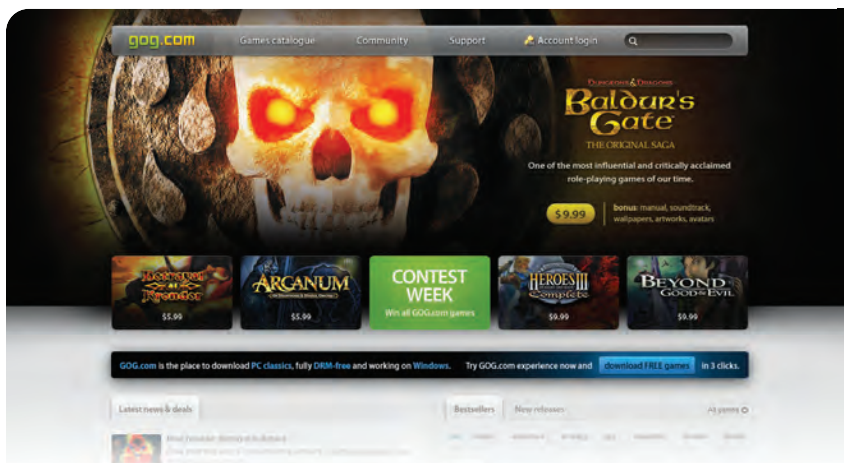 gog.com Games catalogue Community Support Account login
DUNGEONS & DRAGONS
Baldur's
Gate
THE ORIGINAL SAGA
One of the most influential and critically acclaimed
role-playing games of our time.
$9.99
bonus: manual, soundtrack,
wallpapers, artworks, avatars
Betrayal
at
Krondor
$5.99
ARCANUM
$5.99
CONTEST
WEEK
Win all GOG.com games
HEROES III
Complete
$9.99
BEYOND
GOOD & EVIL
$9.99
GOG.com is the place to download PC classics, fully DRM-free and working on Windows. Try GOG.com experience now and download FREE games in 3 clicks.
Latest news & deals
Bestsellers New releases All games